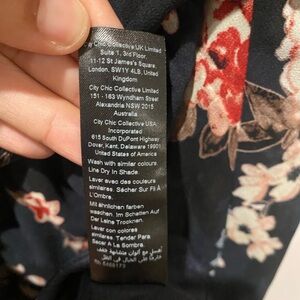 City Chic Collective UK Limited
Suite 1, 3rd Floor
11-12 St James's Square,
London, SW1Y 4LB, United
Kingdom
City Chic Collective Limited
151 - 163 Wyndham Street
Alexandria NSW 2015
Australia
City Chic Collective USA
Incorporated
615 South DuPont Highway
Dover, Kent, Delaware 19901
United States of America
Wash with similar colours
Line Dry In Shade.
Laver avec des couleurs
similaires. Sécher Sur Fil À
L'Ombre.
Mit ähnlichen farben
waschen. Im Schatten Auf
Der Leine Trocknen.
Lavar con colores
similares. Tender Para
Secar A La Sombra.